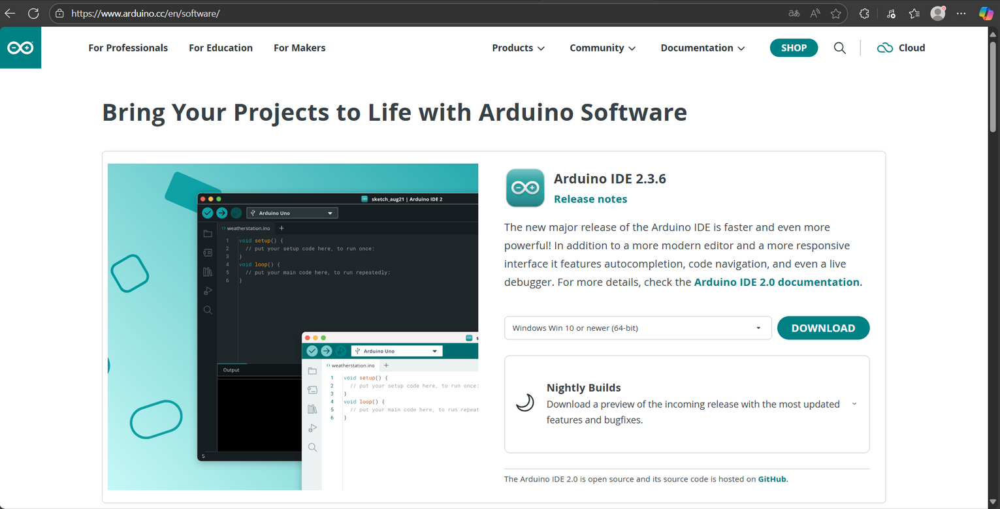 https://www.arduino.cc/en/software/
For Professionals For Education For Makers Products Community Documentation SHOP Cloud
Bring Your Projects to Life with Arduino Software
sketch_aug21 | Arduino IDE 2
Arduino Uno
weatherstation.ino +
1 void setup() {
2 // put your setup code here, to run once:
3 }
4 void loop() {
5 // put your main code here, to run repeatedly:
6 }
Output
S
s
Arduino Uno
weatherstation.ino +
1 void setup() {
2 // put your setup code here, to run once:
3 }
4 void loop() {
5 // put your main code here, to run repeat
6 }
Arduino IDE 2.3.6
Release notes
The new major release of the Arduino IDE is faster and even more
powerful! In addition to a more modern editor and a more responsive
interface it features autocompletion, code navigation, and even a live
debugger. For more details, check the Arduino IDE 2.0 documentation.
Windows Win 10 or newer (64-bit) DOWNLOAD
Nightly Builds
Download a preview of the incoming release with the most updated
features and bugfixes.
The Arduino IDE 2.0 is open source and its source code is hosted on GitHub.